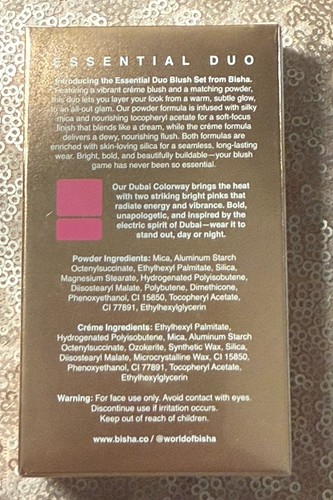 ESSENTIAL DUO
Introducing the Essential Duo Blush Set from Bisha.
Featuring a vibrant créme blush and a matching powder,
this duo lets you layer your look from a warm, subtle glow,
to an all-out glam. Our powder formula is infused with silky
mica and nourishing tocopheryl acetate for a soft-focus
finish that blends like a dream, while the créme formula
delivers a dewy, nourishing flush. Both formulas are
enriched with skin-loving silica for a seamless, long-lasting
wear. Bright, bold, and beautifully buildable—your blush
game has never been so essential.
Our Dubai Colorway brings the heat
with two striking bright pinks that
radiate energy and vibrance. Bold,
unapologetic, and inspired by the
electric spirit of Dubai—wear it to
stand out, day or night.
Powder Ingredients: Mica, Aluminum Starch
Octenylsuccinate, Ethylhexyl Palmitate, Silica,
Magnesium Stearate, Hydrogenated Polyisobutene,
Diisostearyl Malate, Polybutene, Dimethicone,
Phenoxyethanol, CI 15850, Tocopheryl Acetate,
CI 77891, Ethylhexylglycerin
Créme Ingredients: Ethylhexyl Palmitate,
Hydrogenated Polyisobutene, Mica, Aluminum Starch
Octenylsuccinate, Ozokerite, Synthetic Wax, Silica,
Diisostearyl Malate, Microcrystalline Wax, CI 15850,
Phenoxyethanol, CI 77891, Tocopheryl Acetate,
Ethylhexylglycerin
Warning: For face use only. Avoid contact with eyes.
Discontinue use if irritation occurs.
Keep out of reach of children.
www.bisha.co / @worldofbisha